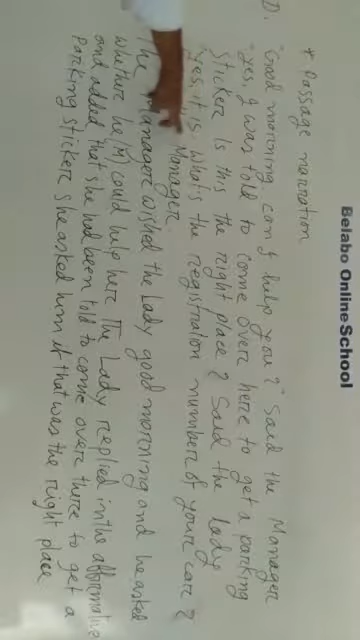 Belabo Online School
* Passage narration
D. "Good morning. can I help you?" Said the Manager
"yes, I was told to come over here to get a parking
sticker Is this the right place? Said the lady
"yes, it is. What's the registration number of your car?
Manager
The Manager wished the Lady good morning and he asked
whether he (M) could help her. The Lady replied in the affirmative
and added that she had been told to come over there to get a
Parking sticker. She asked him if that was the right place